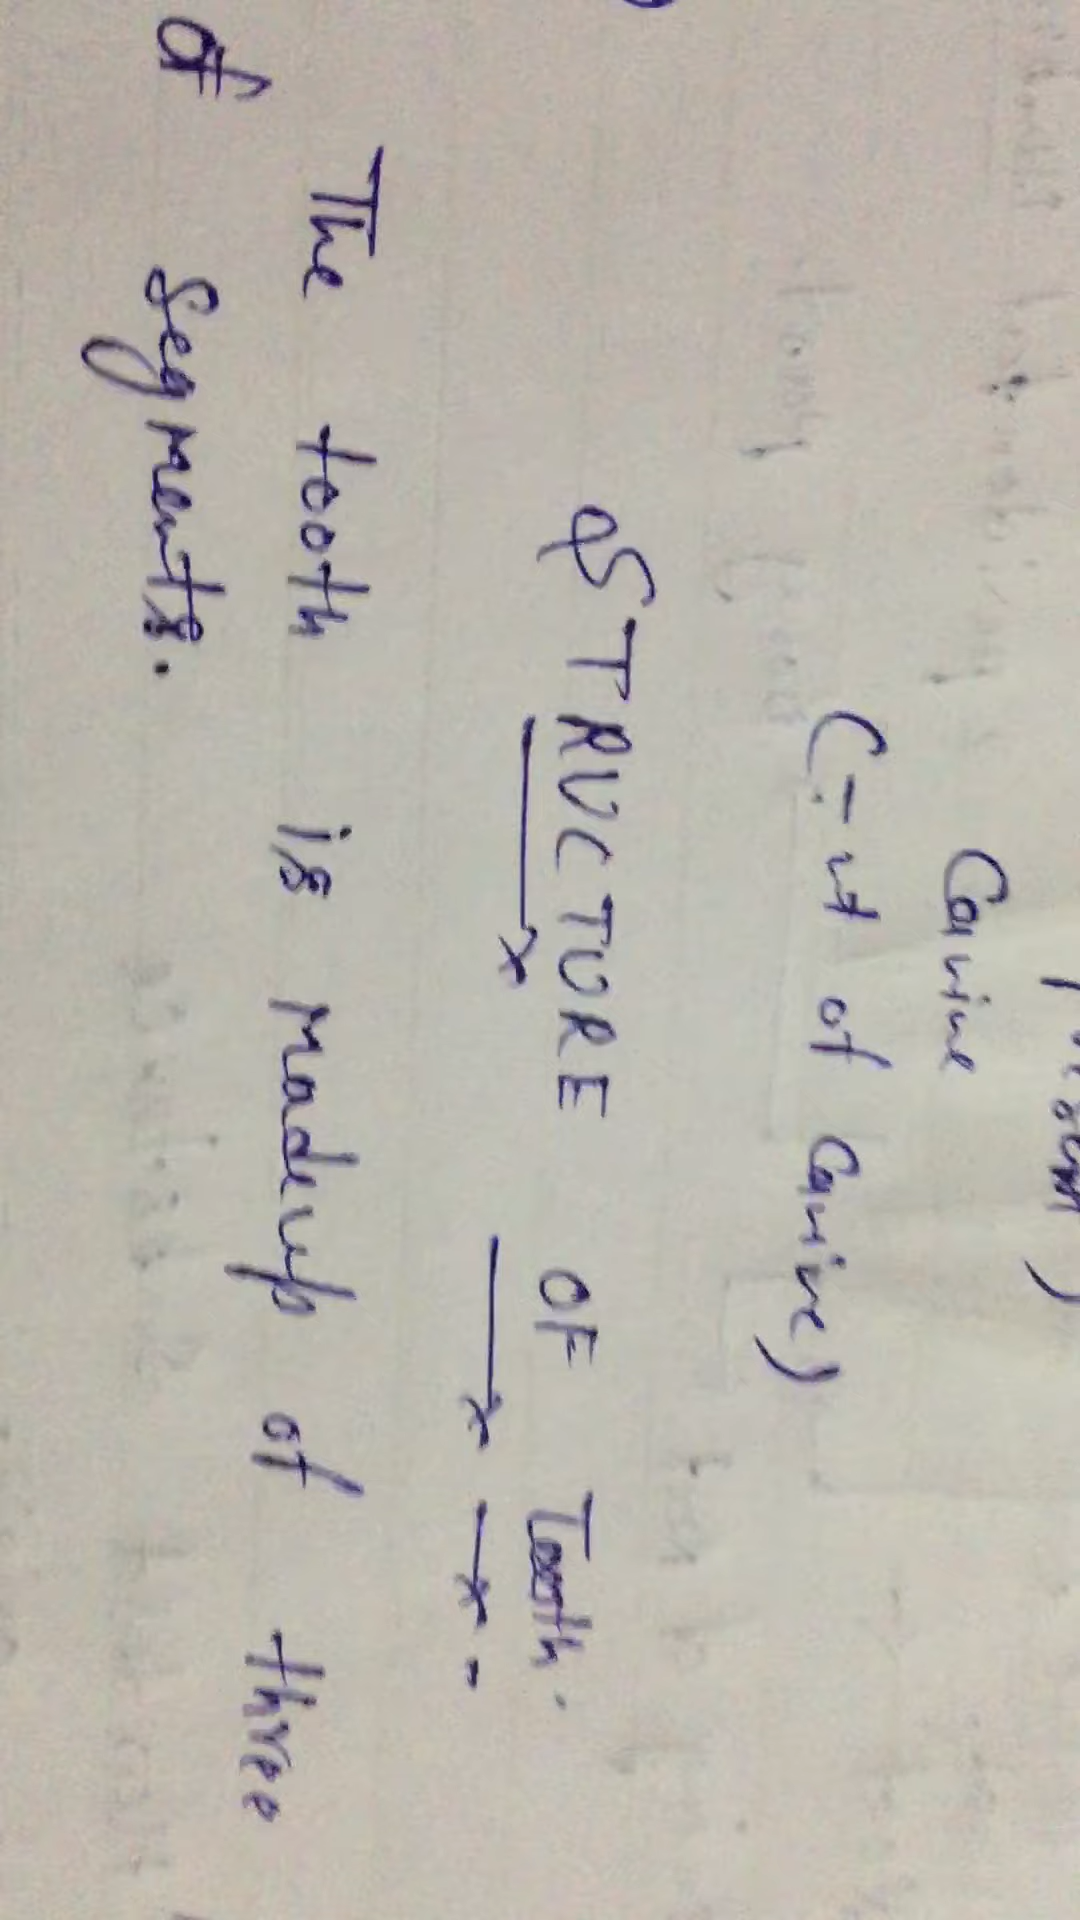 Canine
(-ut of Canine)
STRUCTURE OF Tooth.
The tooth is madeup of three
of segments.